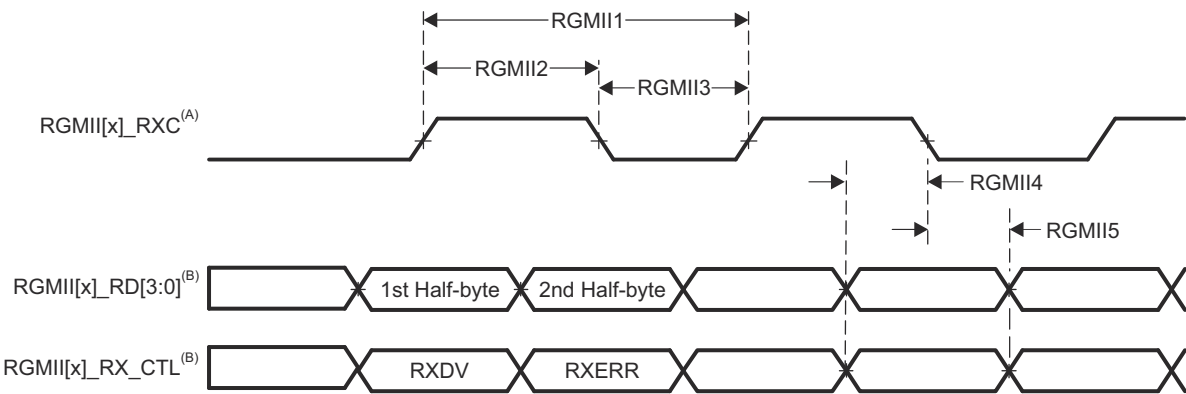 RGMII1
RGMII2
RGMII3
RGMII[x]_RXC(A)
RGMII4
RGMII5
RGMII[x]_RD[3:0](B)
1st Half-byte
2nd Half-byte
RGMII[x]_RX_CTL(B)
RXDV
RXERR